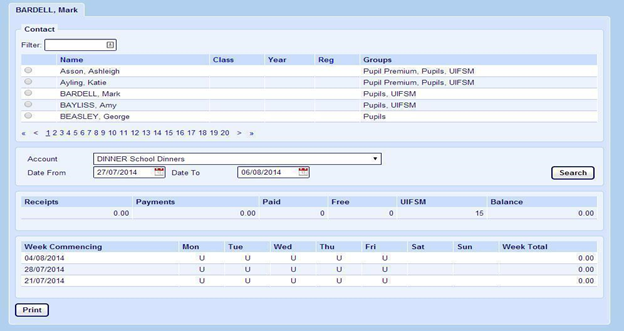 BARDELL, Mark
Contact
Filter:
Name Class Year Reg Groups
Asson, Ashleigh Pupil Premium, Pupils, UIFSM
Ayling, Katie Pupil Premium, Pupils, UIFSM
BARDELL, Mark Pupils, UIFSM
BAYLISS, Amy Pupils, UIFSM
BEASLEY, George Pupils
« < 1 2 3 4 5 6 7 8 9 10 11 12 13 14 15 16 17 18 19 20 > »
Account DINNER School Dinners
Date From 27/07/2014 Date To 06/08/2014 Search
Receipts Payments Paid Free UIFSM Balance
0.00 0.00 0 0 15 0.00
Week Commencing Mon Tue Wed Thu Fri Sat Sun Week Total
04/08/2014 U U U U U 0.00
28/07/2014 U U U U U 0.00
21/07/2014 U U U U U 0.00
Print